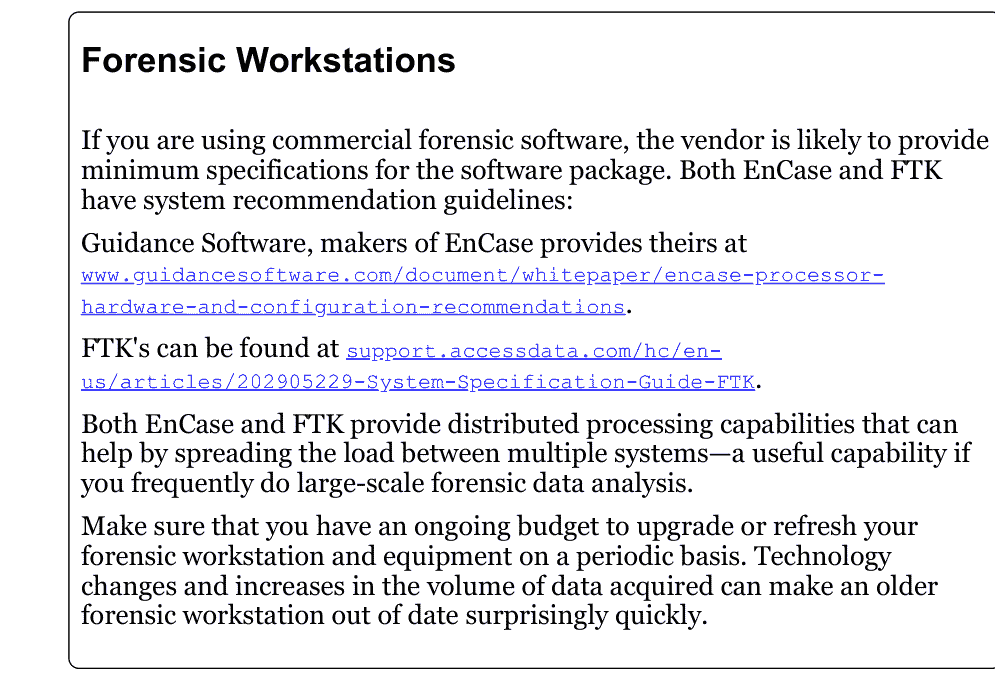 Forensic Workstations
If you are using commercial forensic software, the vendor is likely to provide
minimum specifications for the software package. Both EnCase and FTK
have system recommendation guidelines:
Guidance Software, makers of EnCase provides theirs at
www.guidancesoftware.com/document/whitepaper/encase-processor-
hardware-and-configuration-recommendations.
FTK's can be found at support.accessdata.com/hc/en-
us/articles/202905229-System-Specification-Guide-FTK.
Both EnCase and FTK provide distributed processing capabilities that can
help by spreading the load between multiple systems—a useful capability if
you frequently do large-scale forensic data analysis.
Make sure that you have an ongoing budget to upgrade or refresh your
forensic workstation and equipment on a periodic basis. Technology
changes and increases in the volume of data acquired can make an older
forensic workstation out of date surprisingly quickly.